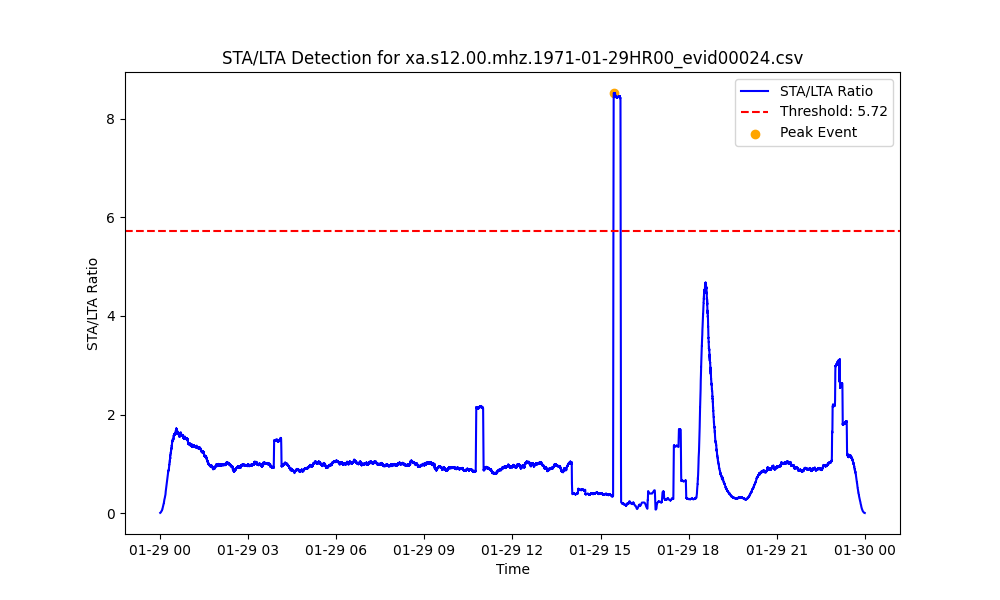 STA/LTA Detection for xa.s12.00.mhz.1971-01-29HR00_evid00024.csv
STA/LTA Ratio
Threshold: 5.72
Peak Event
8
6
4
2
0
STA/LTA Ratio
01-29 00 01-29 03 01-29 06 01-29 09 01-29 12 01-29 15 01-29 18 01-29 21 01-30 00
Time